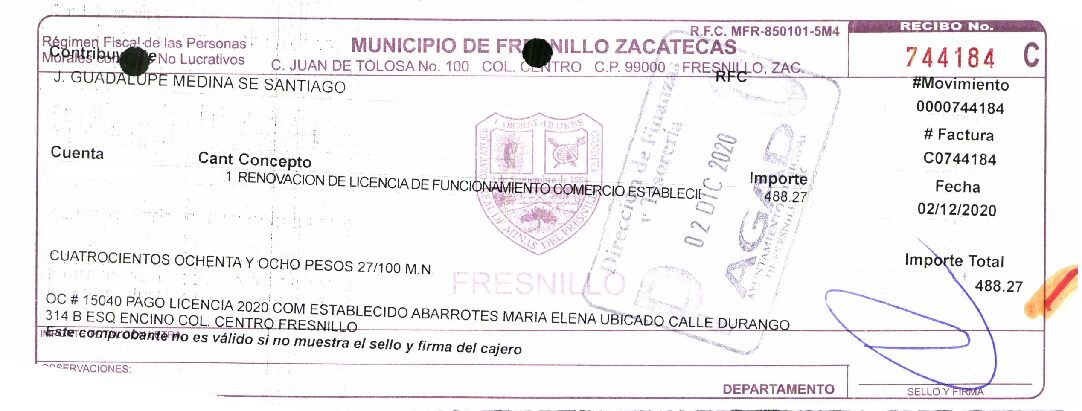 R.F.C. MFR-850101-5M4
RECIBO No.
Régimen Fiscal de las Personas
Morales con No Lucrativos
MUNICIPIO DE FRESNILLO ZACATECAS
C. JUAN DE TOLOSA No. 100 COL. CENTRO C.P. 99000 FRESNILLO, ZAC.
744184 C
Contribuyente
RFC
J. GUADALUPE MEDINA SE SANTIAGO
#Movimiento
0000744184
# Factura
C0744184
Fecha
02/12/2020
Cuenta
Cant Concepto
Importe
1 RENOVACION DE LICENCIA DE FUNCIONAMIENTO COMERCIO ESTABLECI
488.27
Dirección de Finanzas
y Tesorería
02 DIC 2020
CUATROCIENTOS OCHENTA Y OCHO PESOS 27/100 M.N
FRESNILLO
Importe Total
488.27
OC # 15040 PAGO LICENCIA 2020 COM ESTABLECIDO ABARROTES MARIA ELENA UBICADO CALLE DURANGO
314 B ESQ ENCINO COL. CENTRO FRESNILLO
Este comprobante no es válido si no muestra el sello y firma del cajero
OBSERVACIONES:
DEPARTAMENTO
SELLO Y FIRMA